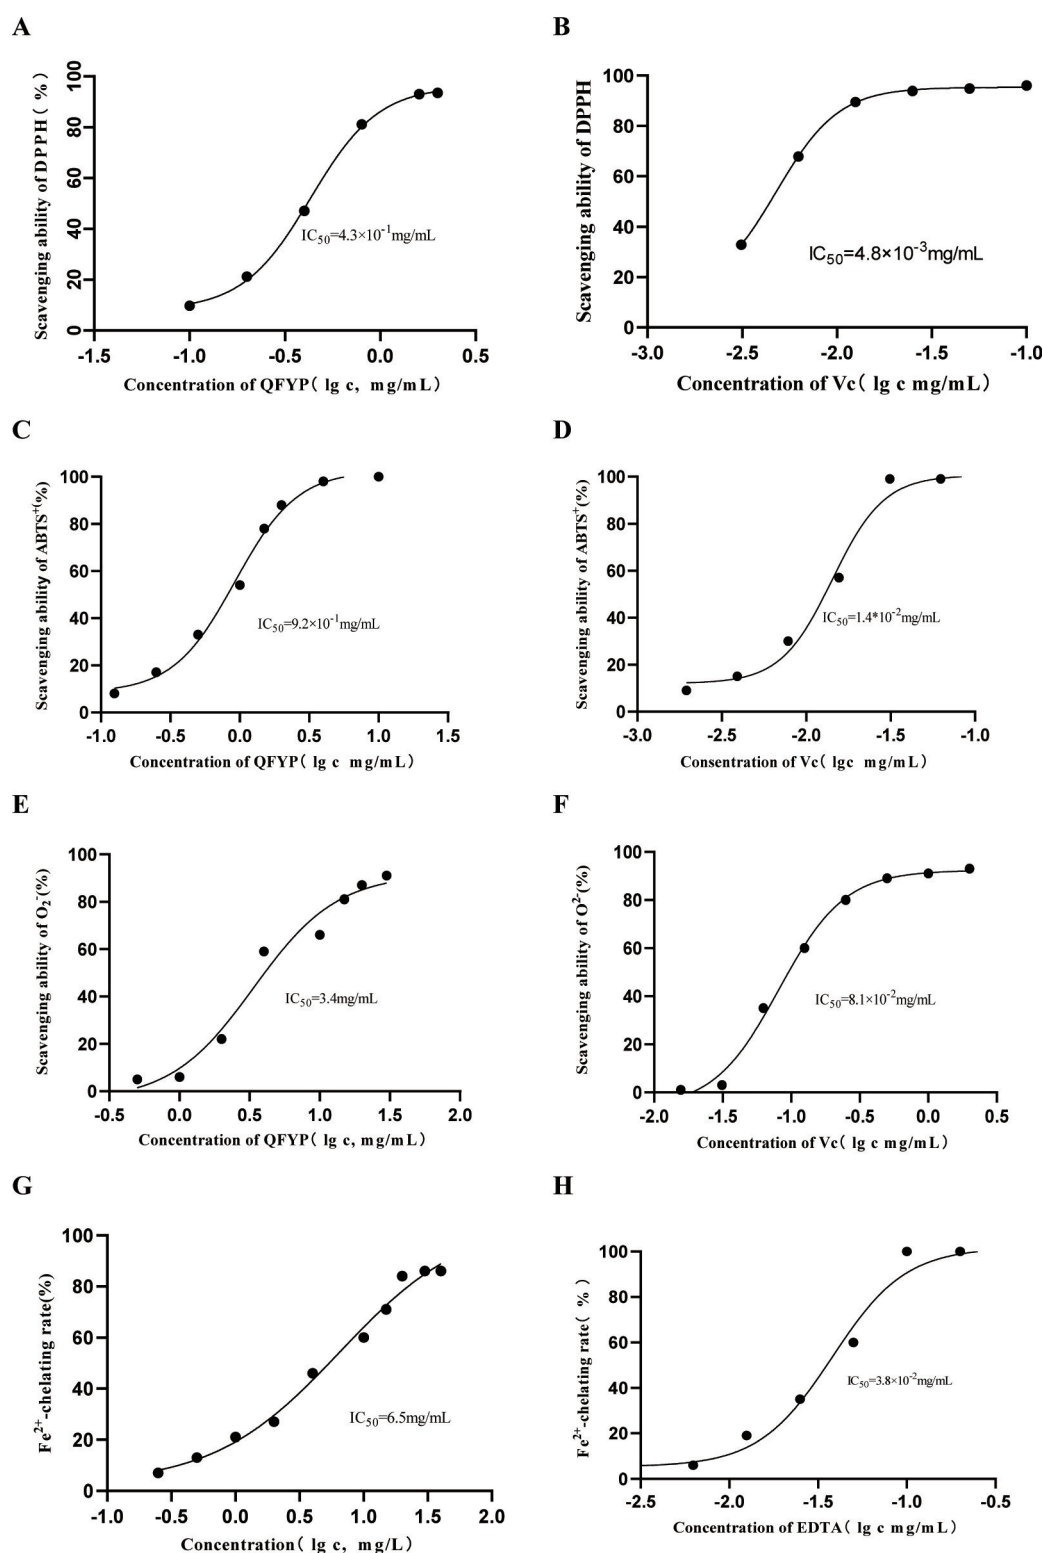 A
Scavenging ability of DPPH( %)
100
80
60
40
20
0
IC50=4.3×10-1mg/mL
-1.5 -1.0 -0.5 0.0 0.5
Concentration of QFYP( lg c, mg/mL)
B
Scavenging ability of DPPH
100
80
60
40
20
0
IC50=4.8×10-3mg/mL
-3.0 -2.5 -2.0 -1.5 -1.0
Concentration of Vc( lg c mg/mL)
C
Scavenging ability of ABTS+(%)
100
80
60
40
20
0
IC50=9.2×10-1mg/mL
-1.0 -0.5 0.0 0.5 1.0 1.5
Concentration of QFYP( lg c mg/mL)
D
Scavenging ability of ABTS+(%)
100
80
60
40
20
0
IC50=1.4*10-2mg/mL
-3.0 -2.5 -2.0 -1.5 -1.0
Consentration of Vc( lgc mg/mL)
E
Scavenging ability of O2-(%)
100
80
60
40
20
0
IC50=3.4mg/mL
-0.5 0.0 0.5 1.0 1.5 2.0
Concentration of QFYP( lg c, mg/mL)
F
Scavenging ability of O2-(%)
100
80
60
40
20
0
IC50=8.1×10-2mg/mL
-2.0 -1.5 -1.0 -0.5 0.0 0.5
Concentration of Vc( lg c mg/mL)
G
Fe2+-chelating rate(%)
100
80
60
40
20
0
IC50=6.5mg/mL
-1.0 -0.5 0.0 0.5 1.0 1.5 2.0
Concentration( lg c, mg/L)
H
Fe2+-chelating rate( %)
100
80
60
40
20
0
IC50=3.8×10-2mg/mL
-2.5 -2.0 -1.5 -1.0 -0.5
Concentration of EDTA( lg c mg/mL)